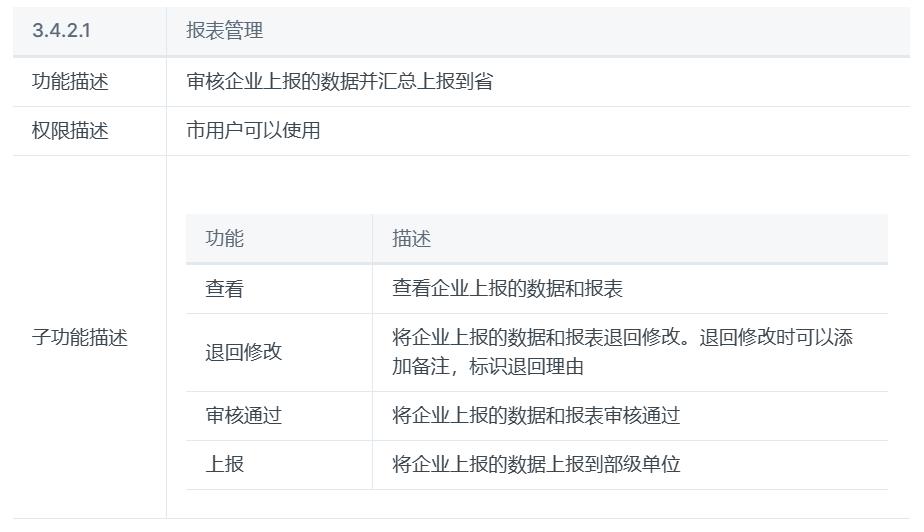 3.4.2.1 报表管理
功能描述 审核企业上报的数据并汇总上报到省
权限描述 市用户可以使用
功能 描述
查看 查看企业上报的数据和报表
子功能描述
退回修改 将企业上报的数据和报表退回修改。退回修改时可以添
加备注，标识退回理由
审核通过 将企业上报的数据和报表审核通过
上报 将企业上报的数据上报到部级单位